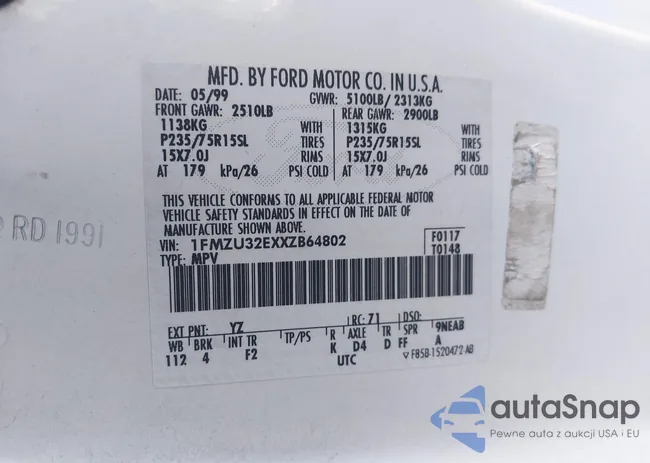 MFD. BY FORD MOTOR CO. IN U.S.A.
DATE: 05/99 GVWR: 5100LB/ 2313KG
FRONT GAWR: 2510LB REAR GAWR: 2900LB
1138KG WITH 1315KG WITH
P235/75R15SL TIRES P235/75R15SL TIRES
15X7.0J RIMS 15X7.0J RIMS
AT 179 kPa/26 PSI COLD AT 179 kPa/26 PSI COLD
THIS VEHICLE CONFORMS TO ALL APPLICABLE FEDERAL MOTOR
VEHICLE SAFETY STANDARDS IN EFFECT ON THE DATE OF
MANUFACTURE SHOWN ABOVE.
VIN: 1FMZU32EXXZB64802 F0117
TYPE: MPV T0148
EXT PNT: YZ RC: 71 DSO:
WB BRK INT TR TP/PS R AXLE TR SPR 9NEAB
112 4 F2 K D4 D FF A
UTC F85B-1520472-AB
RD 1991
autaSnap
Pewne auta z aukcji USA i EU